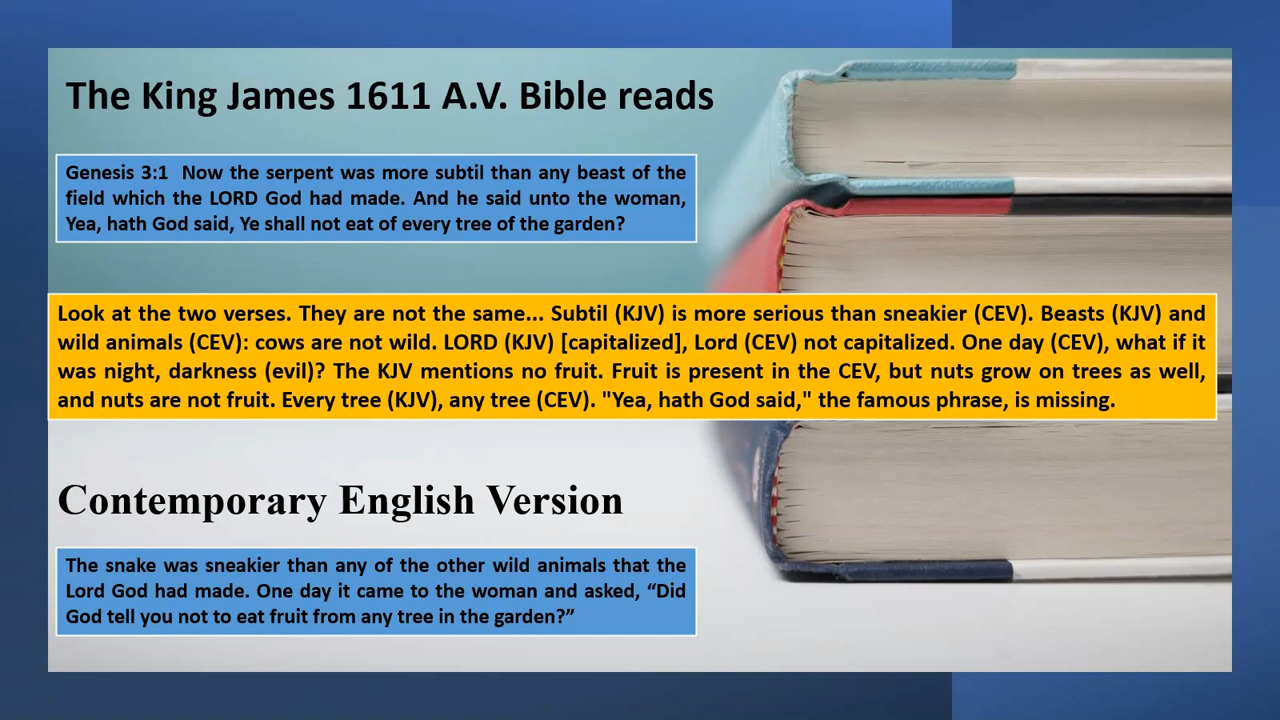 The King James 1611 A.V. Bible reads
Genesis 3:1  Now the serpent was more subtil than any beast of the
field which the LORD God had made. And he said unto the woman,
Yea, hath God said, Ye shall not eat of every tree of the garden?
Look at the two verses. They are not the same... Subtil (KJV) is more serious than sneakier (CEV). Beasts (KJV) and
wild animals (CEV): cows are not wild. LORD (KJV) [capitalized], Lord (CEV) not capitalized. One day (CEV), what if it
was night, darkness (evil)? The KJV mentions no fruit. Fruit is present in the CEV, but nuts grow on trees as well,
and nuts are not fruit. Every tree (KJV), any tree (CEV). "Yea, hath God said," the famous phrase, is missing.
Contemporary English Version
The snake was sneakier than any of the other wild animals that the
Lord God had made. One day it came to the woman and asked, “Did
God tell you not to eat fruit from any tree in the garden?”